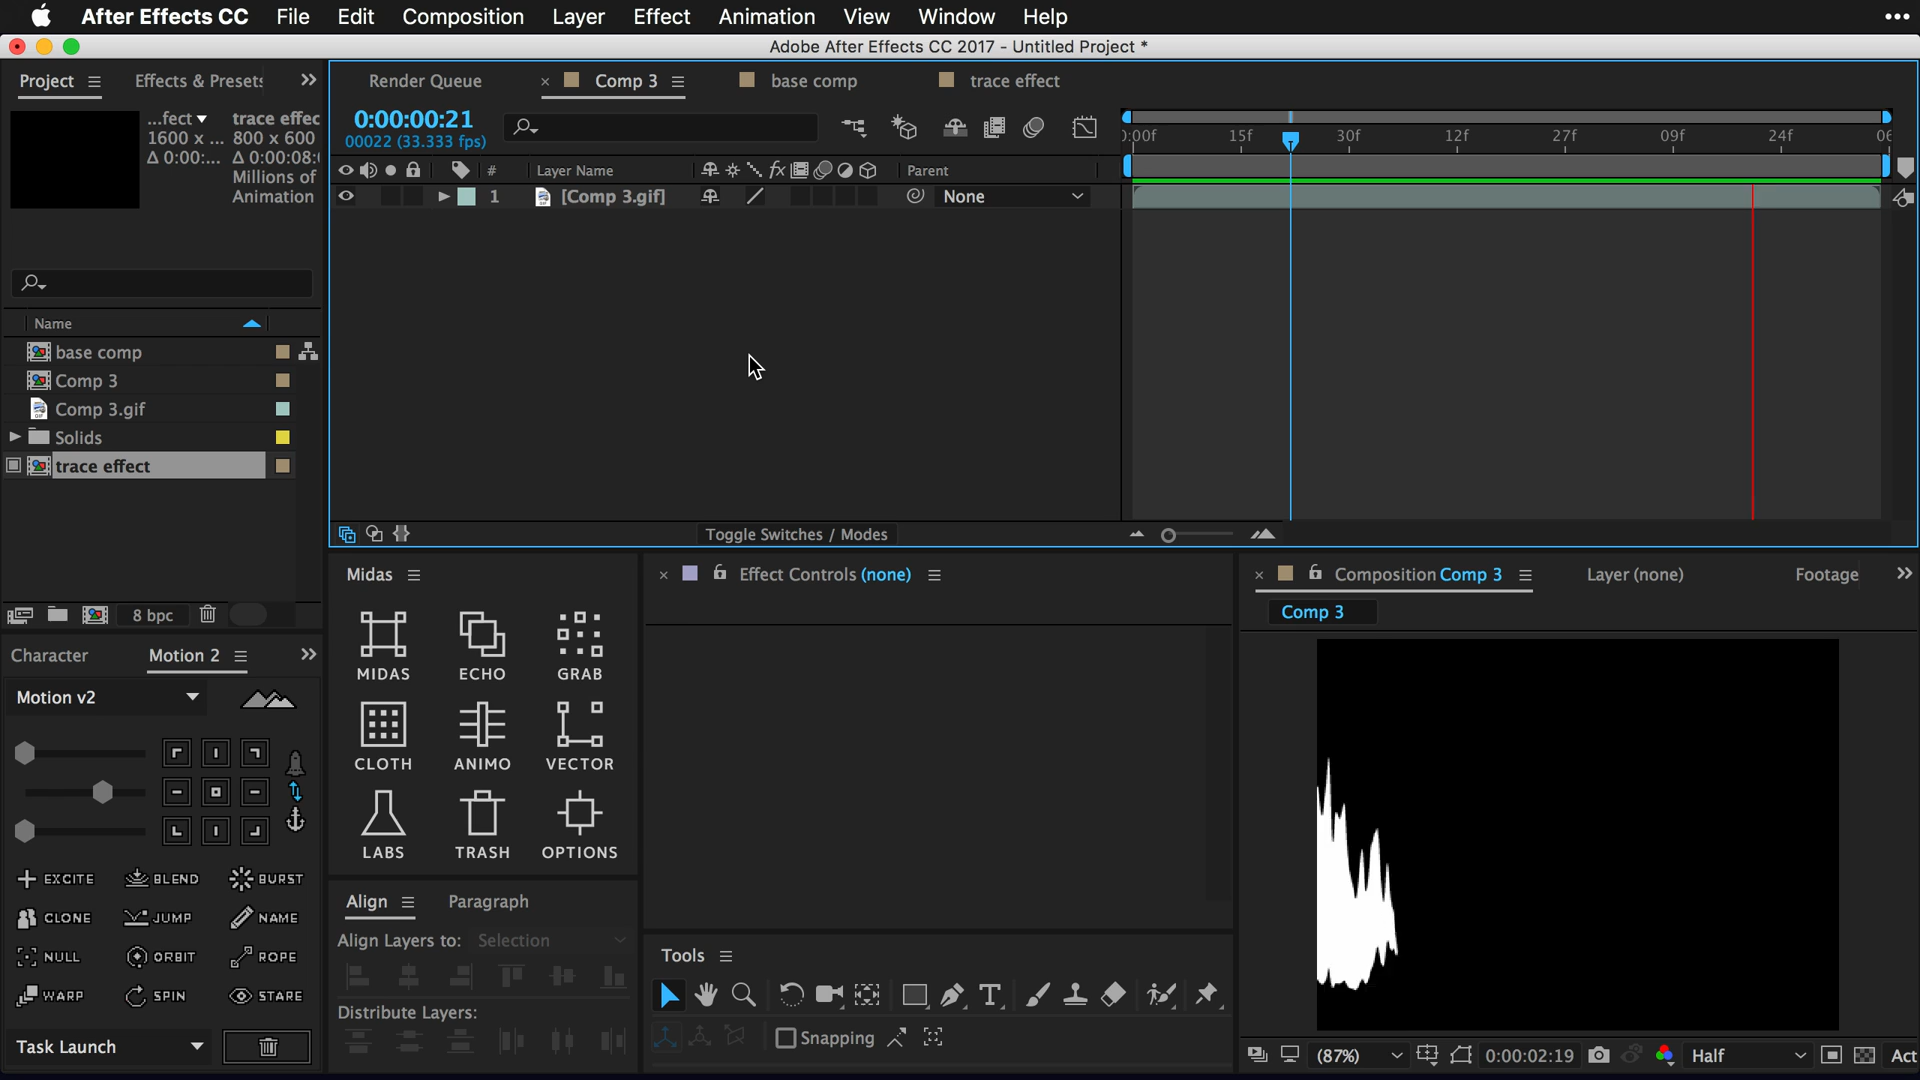 After Effects CC File Edit Composition Layer Effect Animation View Window Help
Adobe After Effects CC 2017 - Untitled Project *
Project Effects & Presets
...fect trace effec
1600 x ... 800 x 600
Δ 0:00:... Δ 0:00:08:
Millions of
Animation
Name
base comp
Comp 3
Comp 3.gif
Solids
trace effect
8 bpc
Render Queue Comp 3 base comp trace effect
0:00:00:21
00022 (33.333 fps)
0:00f 15f 30f 12f 27f 09f 24f 06
# Layer Name fx Parent
1 [Comp 3.gif] None
Toggle Switches / Modes
Character Motion 2
Motion v2
EXCITE BLEND BURST
CLONE JUMP NAME
NULL ORBIT ROPE
WARP SPIN STARE
Task Launch
Midas
MIDAS ECHO GRAB
CLOTH ANIMO VECTOR
LABS TRASH OPTIONS
Align Paragraph
Align Layers to: Selection
Distribute Layers:
Effect Controls (none)
Tools
Snapping
Composition Comp 3 Layer (none) Footage
Comp 3
(87%) 0:00:02:19 Half Act